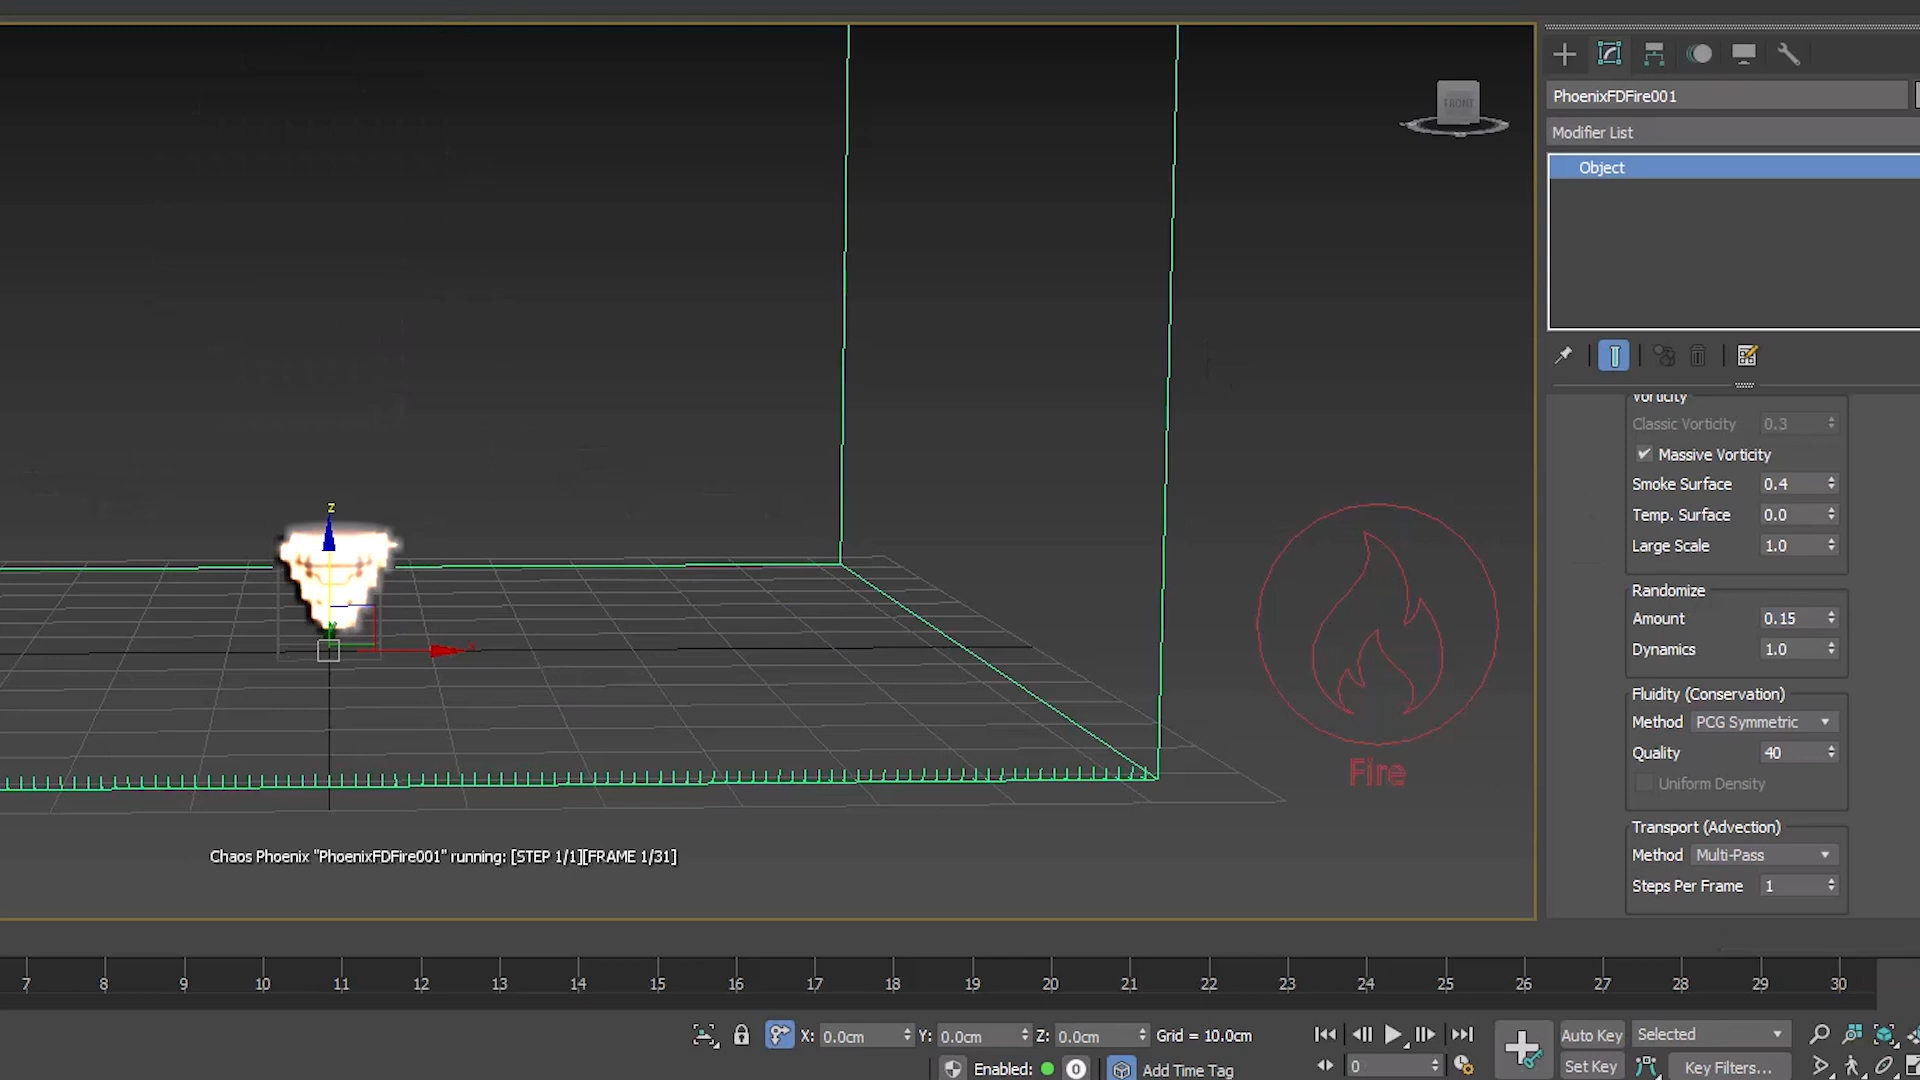 FRONT
PhoenixFDFire001
Modifier List
Object
Vorticity
Classic Vorticity 0.3
Massive Vorticity
Smoke Surface 0.4
Temp. Surface 0.0
Large Scale 1.0
Randomize
Amount 0.15
Dynamics 1.0
Fluidity (Conservation)
Method PCG Symmetric
Quality 40
Uniform Density
Transport (Advection)
Method Multi-Pass
Steps Per Frame 1
z
x
Fire
Chaos Phoenix "PhoenixFDFire001" running: [STEP 1/1][FRAME 1/31]
7 8 9 10 11 12 13 14 15 16 17 18 19 20 21 22 23 24 25 26 27 28 29 30
X: 0.0cm Y: 0.0cm Z: 0.0cm Grid = 10.0cm
Auto Key Selected
Enabled: 0 Add Time Tag
0
Set Key Key Filters...